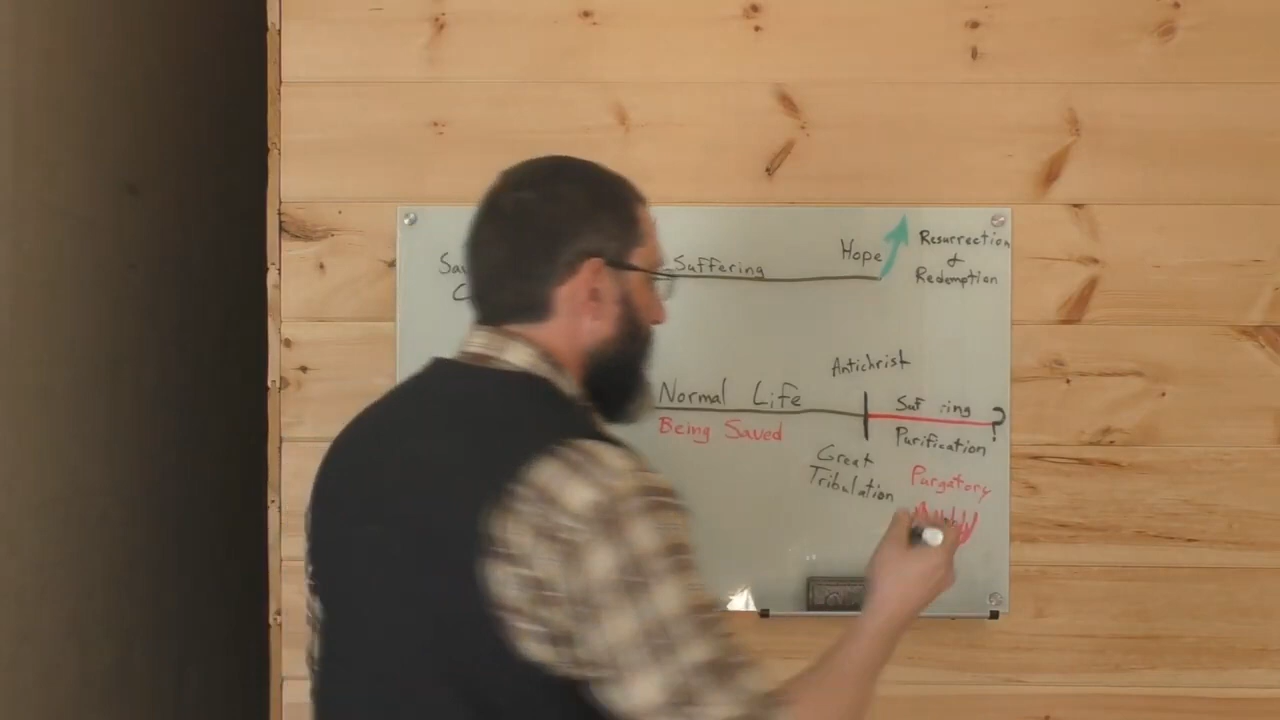 Suffering
Hope
Resurrection
&
Redemption
Antichrist
Normal Life
?
Being Saved
Purification
Great
Tribulation
Purgatory